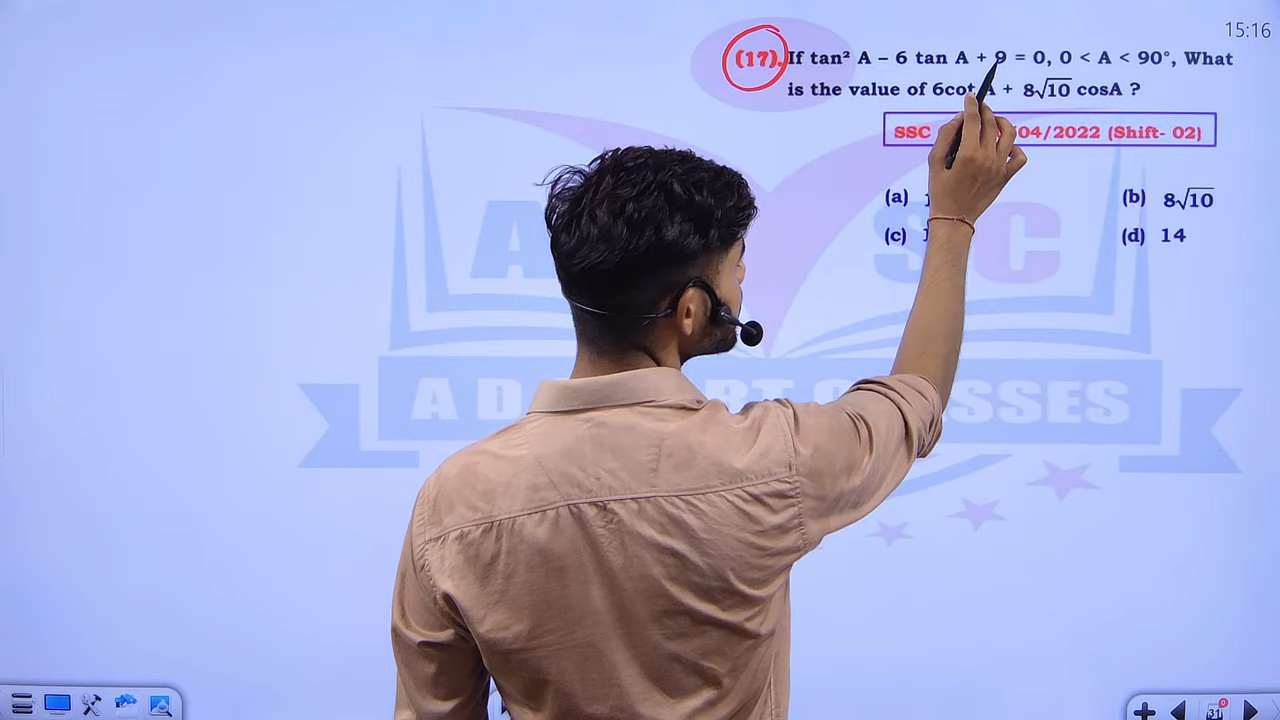 15:16
(17). If tan² A – 6 tan A + 9 = 0, 0 < A < 90°, What
is the value of 6cot A + 8√10 cosA ?
SSC 04/2022 (Shift- 02)
(a)
(b) 8√10
(c)
(d) 14
SC